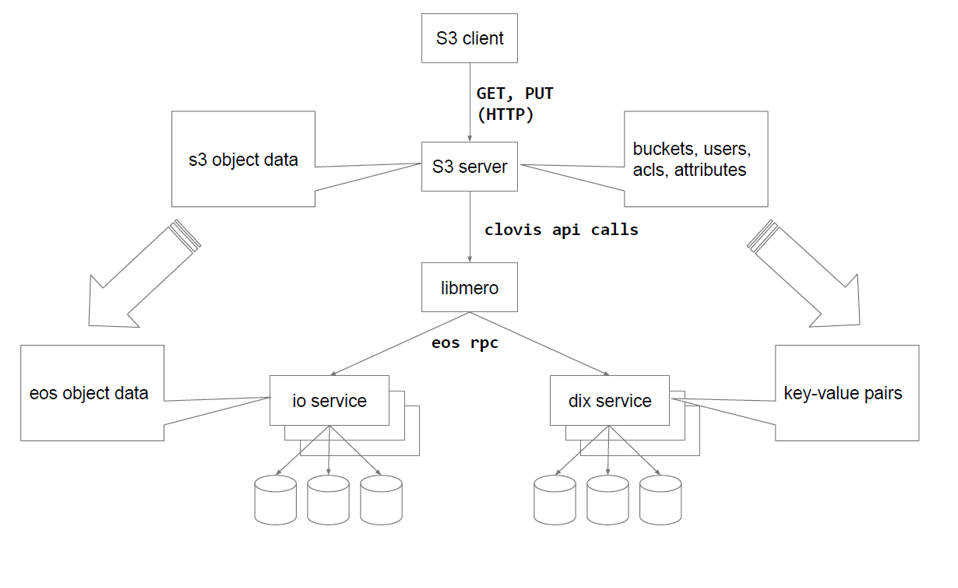 S3 client
GET, PUT
(HTTP)
s3 object data
S3 server
buckets, users,
acls, attributes
clovis api calls
libmero
eos rpc
eos object data
io service
dix service
key-value pairs